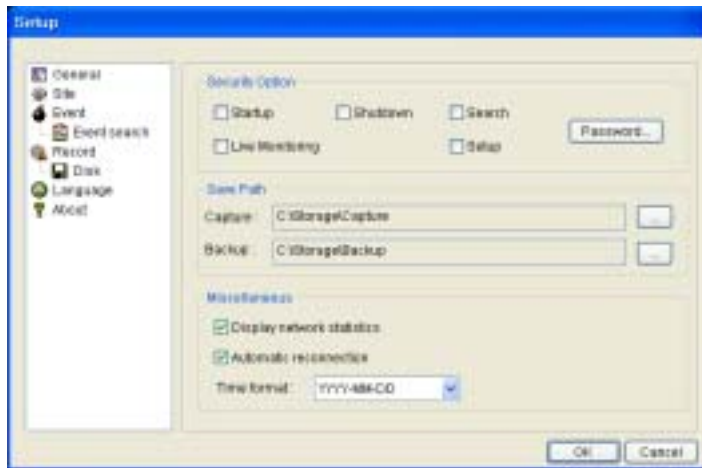 Setup
General
Site
Event
Event search
Record
Disk
Language
About
Security Option
Startup
Shutdown
Search
Password...
Live Monitoring
Setup
Save Path
Capture : C:\Storage\Capture ...
Backup : C:\Storage\Backup ...
Miscellaneous
Display network statistics
Automatic reconnection
Time format : YYYY-MM-DD
OK Cancel